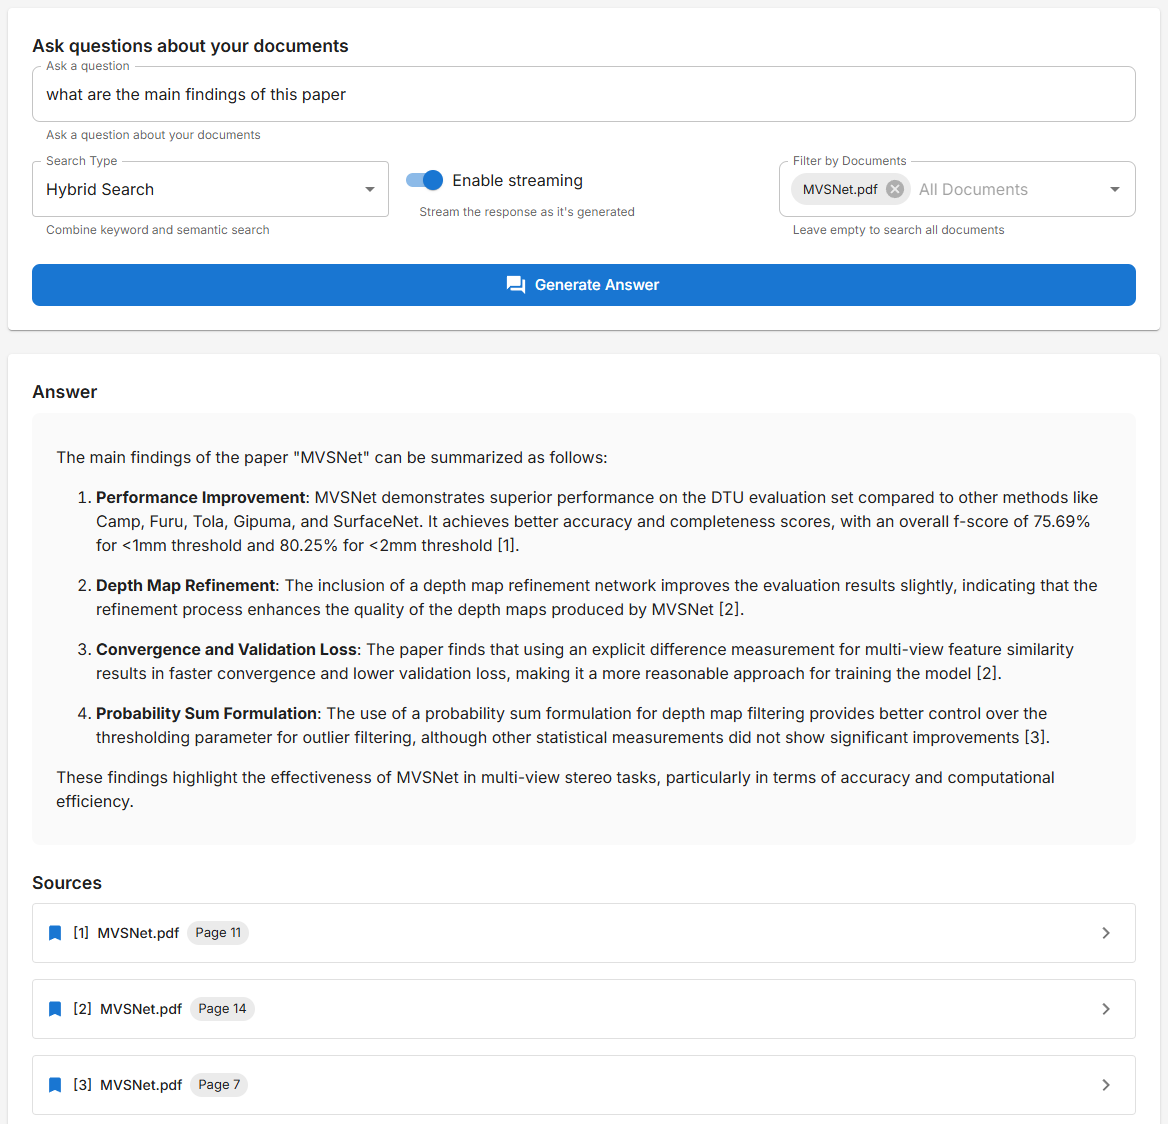 Ask questions about your documents
Ask a question
what are the main findings of this paper
Ask a question about your documents
Search Type
Hybrid Search
Combine keyword and semantic search
Enable streaming
Stream the response as it's generated
Filter by Documents
MVSNet.pdf All Documents
Leave empty to search all documents
Generate Answer
Answer
The main findings of the paper "MVSNet" can be summarized as follows:
1. Performance Improvement: MVSNet demonstrates superior performance on the DTU evaluation set compared to other methods like
Camp, Furu, Tola, Gipuma, and SurfaceNet. It achieves better accuracy and completeness scores, with an overall f-score of 75.69%
for <1mm threshold and 80.25% for <2mm threshold [1].
2. Depth Map Refinement: The inclusion of a depth map refinement network improves the evaluation results slightly, indicating that the
refinement process enhances the quality of the depth maps produced by MVSNet [2].
3. Convergence and Validation Loss: The paper finds that using an explicit difference measurement for multi-view feature similarity
results in faster convergence and lower validation loss, making it a more reasonable approach for training the model [2].
4. Probability Sum Formulation: The use of a probability sum formulation for depth map filtering provides better control over the
thresholding parameter for outlier filtering, although other statistical measurements did not show significant improvements [3].
These findings highlight the effectiveness of MVSNet in multi-view stereo tasks, particularly in terms of accuracy and computational
efficiency.
Sources
[1] MVSNet.pdf Page 11
[2] MVSNet.pdf Page 14
[3] MVSNet.pdf Page 7